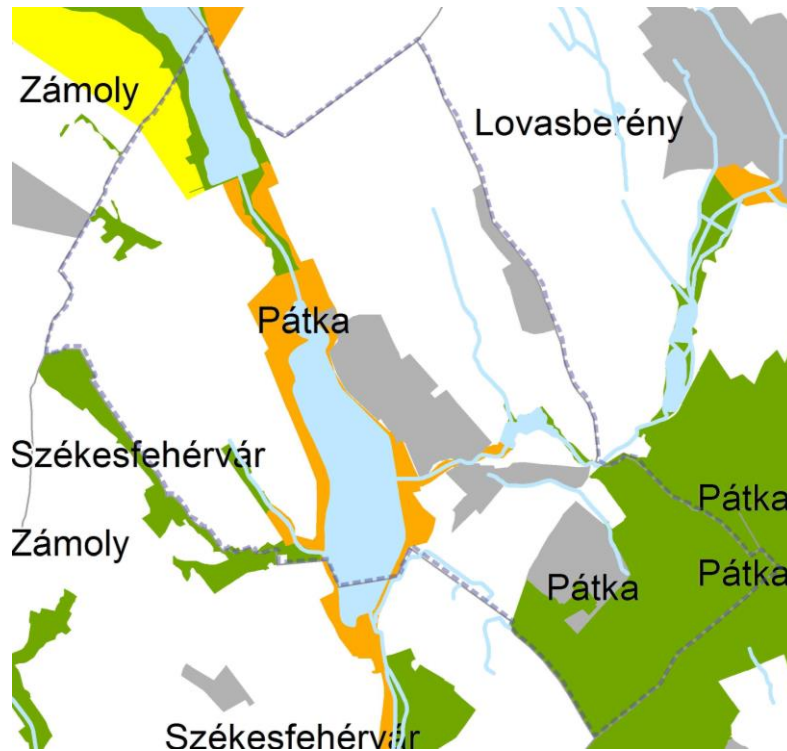 Zámoly
Lovasberény
Pátka
Székesfehérvár
Pátka
Zámoly
Pátka
Pátka
Székesfehérvár